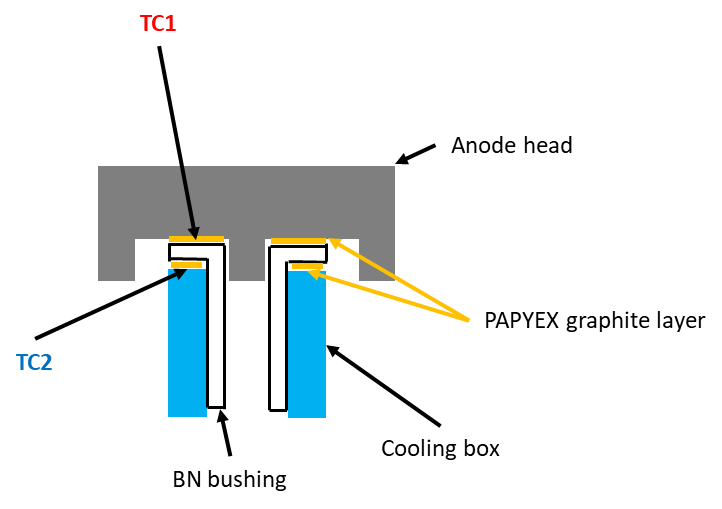 TC1
Anode head
PAPYEX graphite layer
TC2
Cooling box
BN bushing